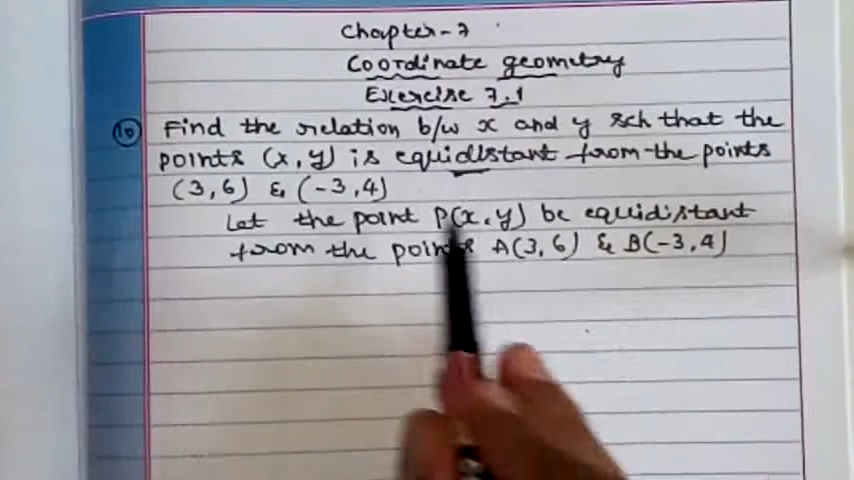 Chapter-7
Coordinate geometry
Exercise 7.1
10 Find the relation b/w x and y sch that the
points (x,y) is equidistant from the points
(3,6) & (-3,4)
Let the point P(x,y) be equidistant
from the points A(3,6) & B(-3,4)